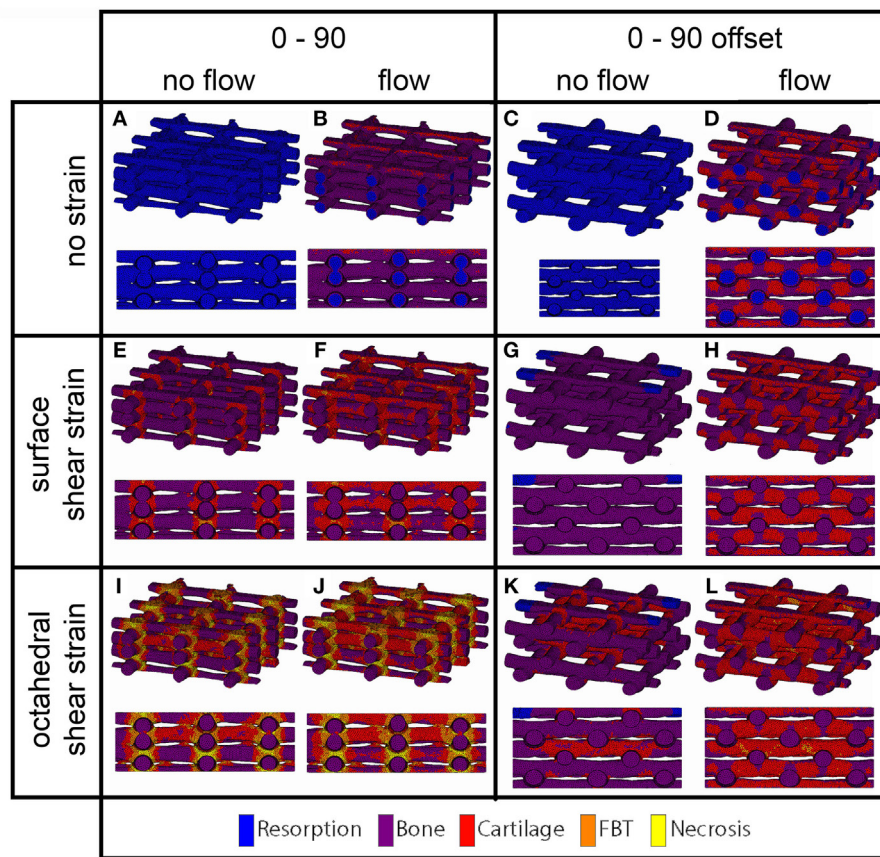 0 - 90
0 - 90 offset
no flow
flow
no flow
flow
no strain
A
B
C
D
surface
shear strain
E
F
G
H
octahedral
shear strain
I
J
K
L
Resorption
Bone
Cartilage
FBT
Necrosis